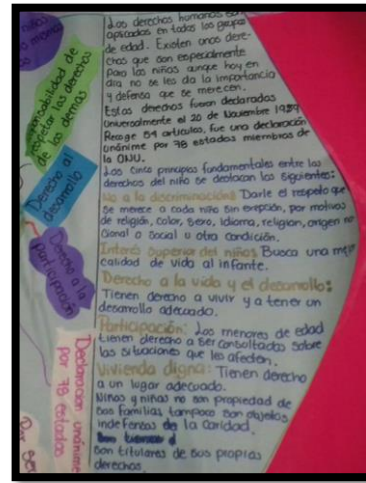 Los derechos humanos son
aplicados en todos los grupos
de edad. Existen unos dere-
chos que son especialmente
para los niños aunque hoy en
dia no se les da la importancia
y defensa que se merecen.
Estos derechos fueron declarados
universalmente el 20 de Noviembre 1989
Recoge 54 articulos, fue una declaración
unánime por 78 estados miembros de
la ONU.
Los cinco principios fundamentales entre los
derechos del niño se destacan los siguientes:
No a la discriminación: Darle el respeto que
se merece a cada niño sin erepción, por motivos
de religión, color, sexo, idioma, religion, origen na
cional o social u otra condición.
Interés superior del niño: Busca una mejor
calidad de vida al infante.
Derecho a la vida y el desarrollo:
Tienen derecho a vivir y a tener un
desarrollo adecuado.
Participación: Los menores de edad
tienen derecho a ser consultados sobre
las situaciones que les afecten.
Vivienda digna: Tienen derecho
a un lugar adecuado.
Niños y niñas no son propiedad de
sus familias tampoco son objetos
indefensos de la caridad.
Son titulares de sus propios
derechos.
responsabilidad de
respetar los derechos
de los demas
Derecho al
desarrollo
Derecho a la
participación
Declaración unánime
por 78 estados